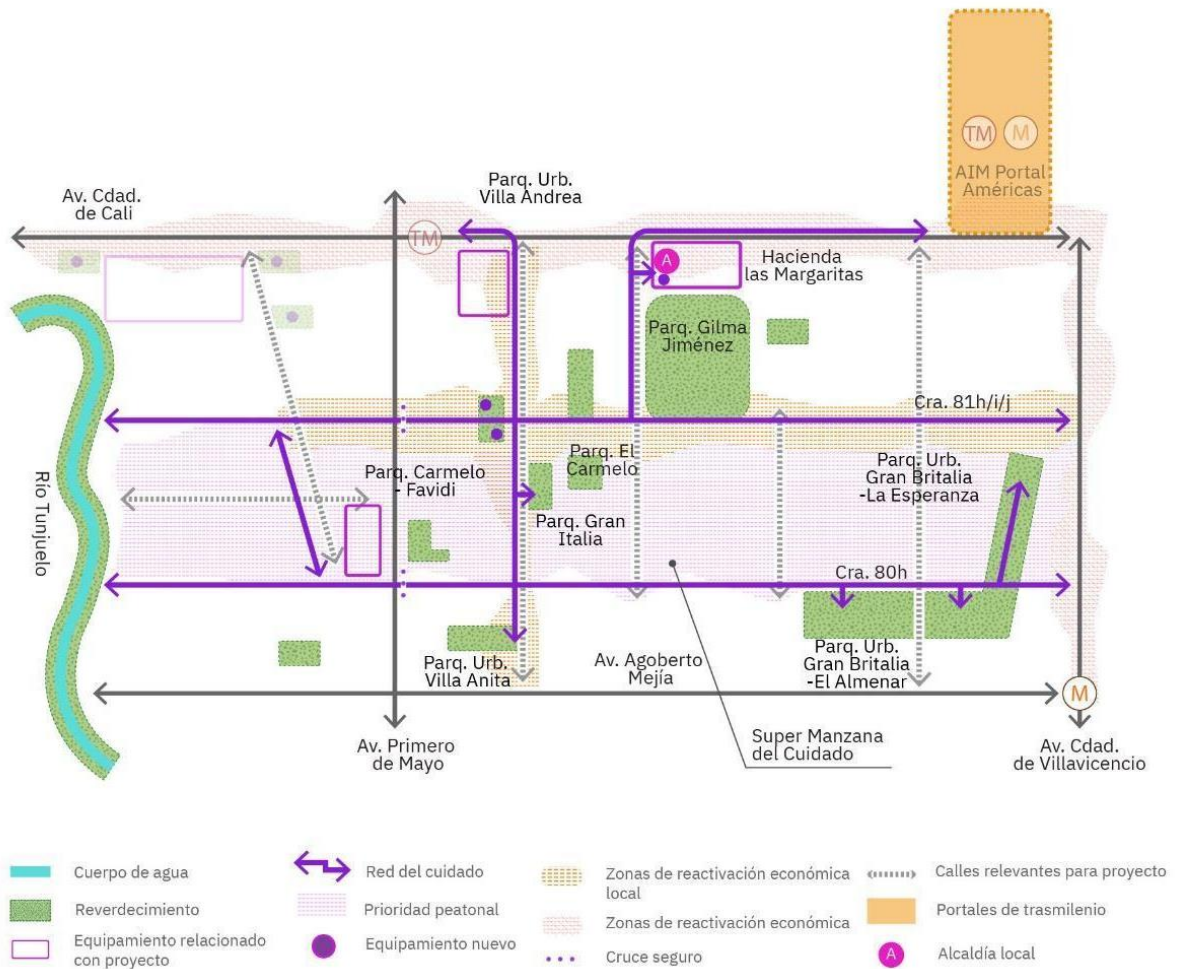 TM M
AIM Portal
Américas
Parq. Urb.
Villa Andrea
Av. Cdad.
de Cali
TM
A
Hacienda
las Margaritas
Parq. Gilma
Jiménez
Cra. 81h/i/j
Parq. El
Carmelo
Parq. Carmelo
- Favidi
Parq. Urb.
Gran Britalia
-La Esperanza
Río Tunjuelo
Parq. Gran
Italia
Cra. 80h
Parq. Urb.
Villa Anita
Av. Agoberto
Mejía
Parq. Urb.
Gran Britalia
-El Almenar
M
Av. Primero
de Mayo
Super Manzana
del Cuidado
Av. Cdad.
de Villavicencio
Cuerpo de agua
Reverdecimiento
Equipamiento relacionado
con proyecto
Red del cuidado
Prioridad peatonal
Equipamiento nuevo
Zonas de reactivación económica
local
Zonas de reactivación económica
Cruce seguro
Calles relevantes para proyecto
Portales de trasmilenio
A
Alcaldía local